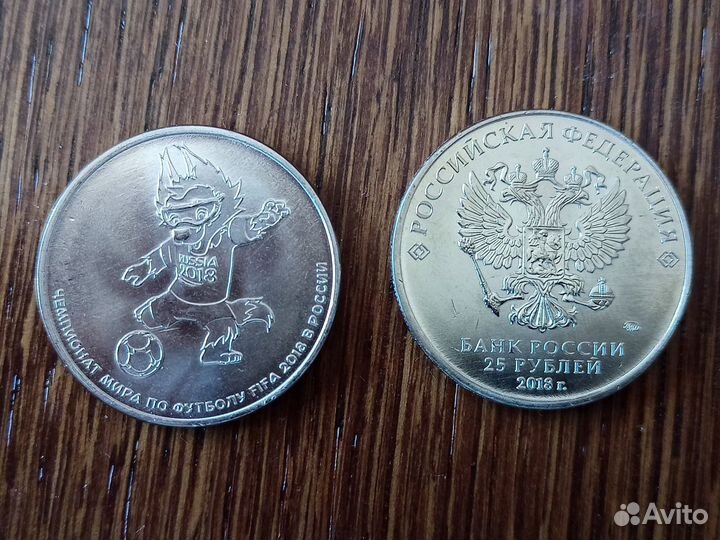 RUSSIA
2018
ЧЕМПИОНАТ МИРА ПО ФУТБОЛУ FIFA 2018 В РОССИИ
РОССИЙСКАЯ ФЕДЕРАЦИЯ
БАНК РОССИИ
25 РУБЛЕЙ
2018 г.
Avito